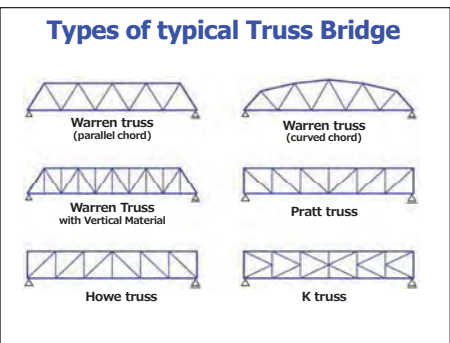 Types of typical Truss Bridge
Warren truss
(parallel chord)
Warren truss
(curved chord)
Warren Truss
with Vertical Material
Pratt truss
Howe truss
K truss